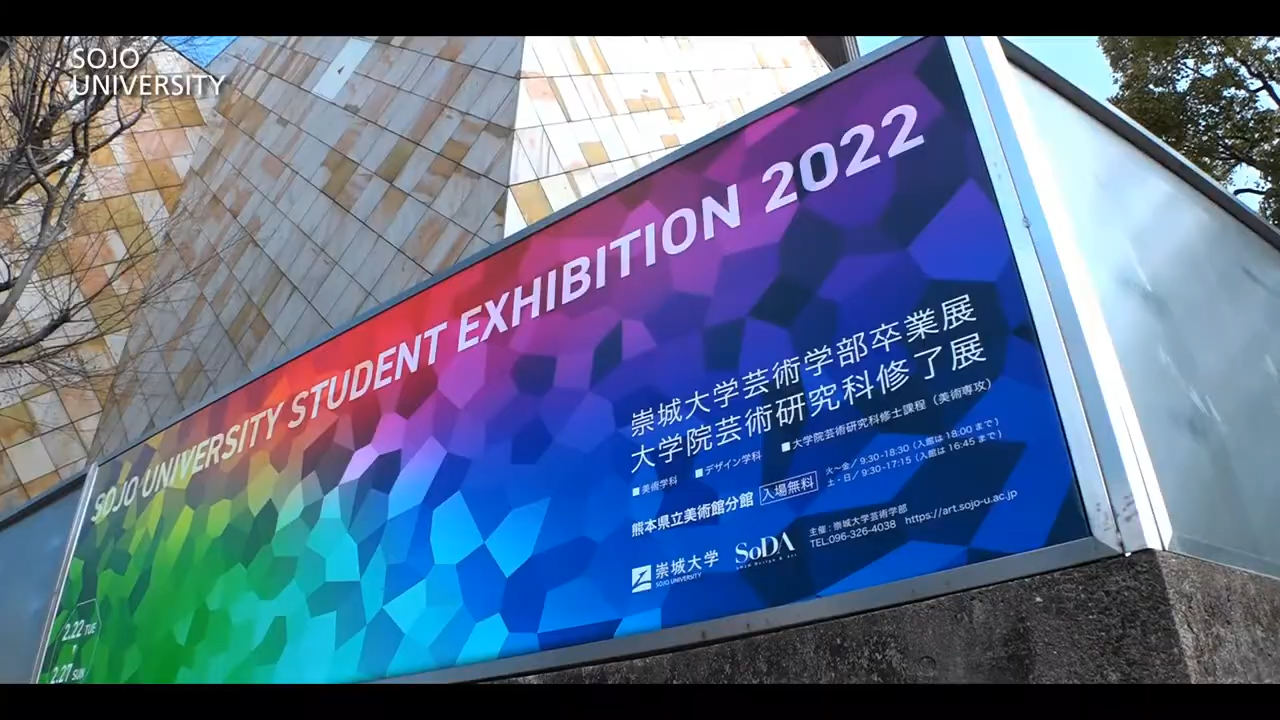 SOJO
UNIVERSITY
SOJO UNIVERSITY STUDENT EXHIBITION 2022
崇城大学芸術学部卒業展
大学院芸術研究科修了展
■美術学科 ■デザイン学科 ■大学院芸術研究科修士課程（美術専攻）
熊本県立美術館分館 入場無料
火～金／9:30-18:30（入館は18:00まで）
土・日／9:30-17:15（入館は16:45まで）
崇城大学
SOJO UNIVERSITY
SoDA
主催：崇城大学芸術学部
TEL:096-326-4038 https://art.sojo-u.ac.jp
2.22 TUE
2.27 SUN